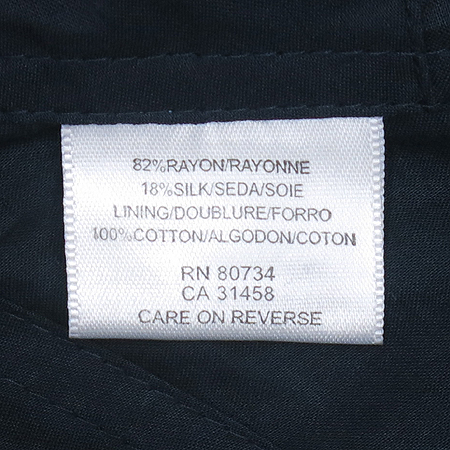 82%RAYON/RAYONNE
18%SILK/SEDA/SOIE
LINING/DOUBLURE/FORRO
100%COTTON/ALGODON/COTON
RN 80734
CA 31458
CARE ON REVERSE